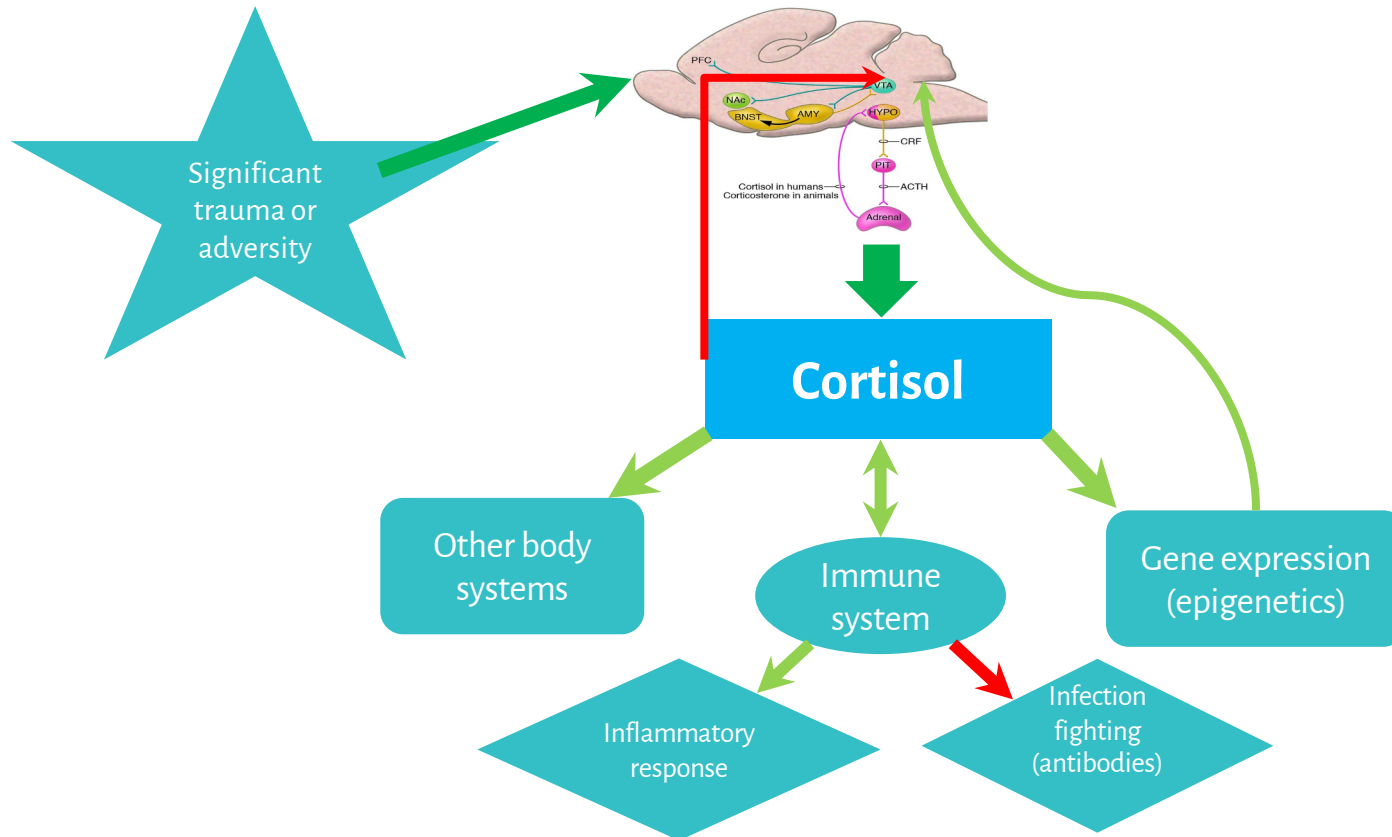 Significant
trauma or
adversity
PFC
VTA
NAc
BNST
AMY
HYPO
CRF
PIT
Cortisol in humans
Corticosterone in animals
ACTH
Adrenal
Cortisol
Other body
systems
Immune
system
Gene expression
(epigenetics)
Inflammatory
response
Infection
fighting
(antibodies)